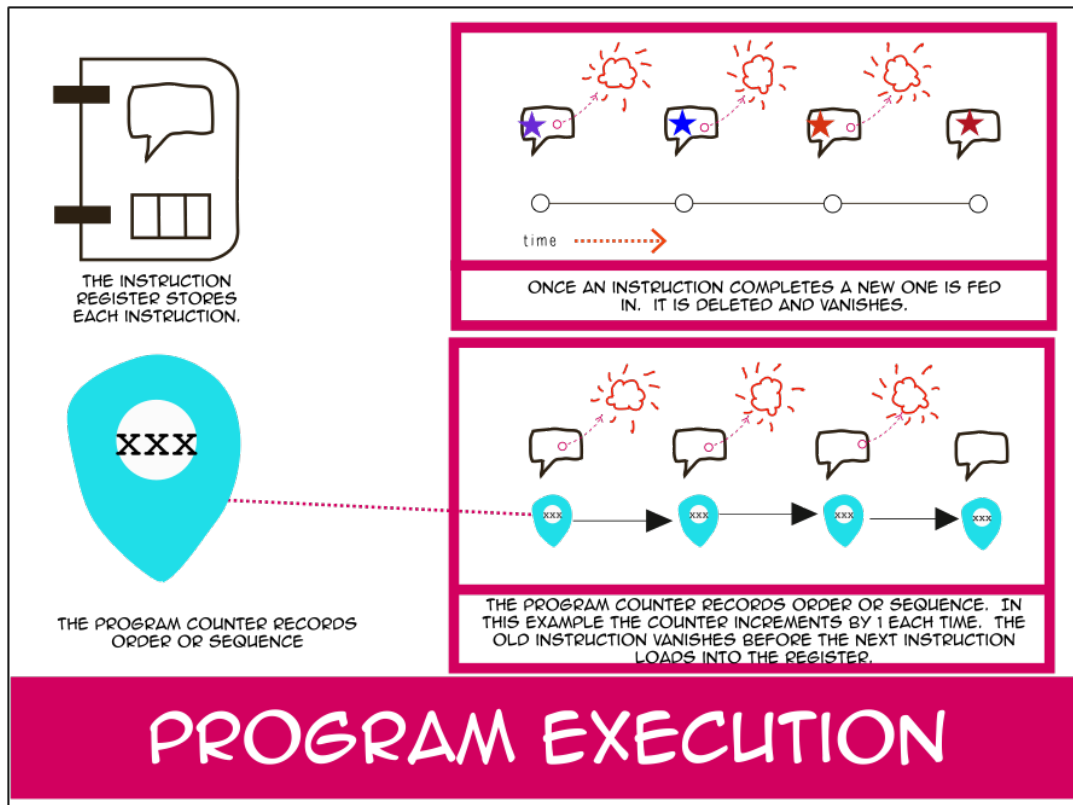 THE INSTRUCTION
REGISTER STORES
EACH INSTRUCTION.
time
ONCE AN INSTRUCTION COMPLETES A NEW ONE IS FED
IN. IT IS DELETED AND VANISHES.
XXX
THE PROGRAM COUNTER RECORDS
ORDER OR SEQUENCE
XXX XXX XXX XXX
THE PROGRAM COUNTER RECORDS ORDER OR SEQUENCE. IN
THIS EXAMPLE THE COUNTER INCREMENTS BY 1 EACH TIME. THE
OLD INSTRUCTION VANISHES BEFORE THE NEXT INSTRUCTION
LOADS INTO THE REGISTER.
PROGRAM EXECUTION